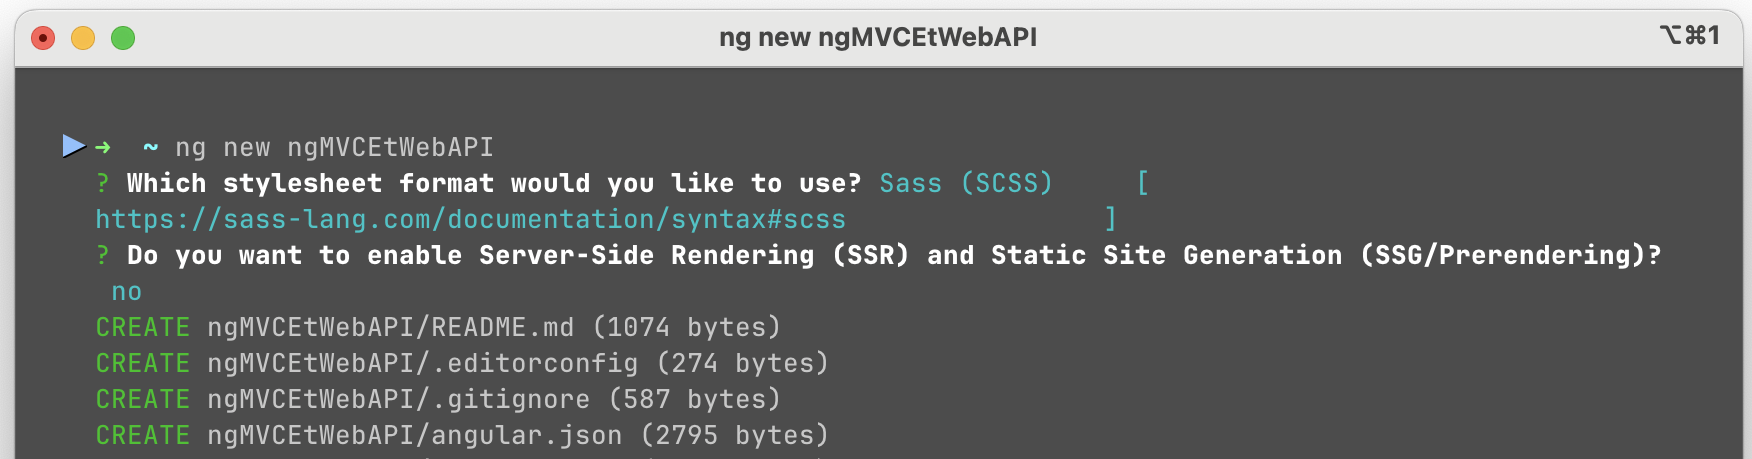 ng new ngMVCEtWebAPI
⌥⌘1
➜ ~ ng new ngMVCEtWebAPI
? Which stylesheet format would you like to use? Sass (SCSS) [
https://sass-lang.com/documentation/syntax#scss ]
? Do you want to enable Server-Side Rendering (SSR) and Static Site Generation (SSG/Prerendering)?
no
CREATE ngMVCEtWebAPI/README.md (1074 bytes)
CREATE ngMVCEtWebAPI/.editorconfig (274 bytes)
CREATE ngMVCEtWebAPI/.gitignore (587 bytes)
CREATE ngMVCEtWebAPI/angular.json (2795 bytes)